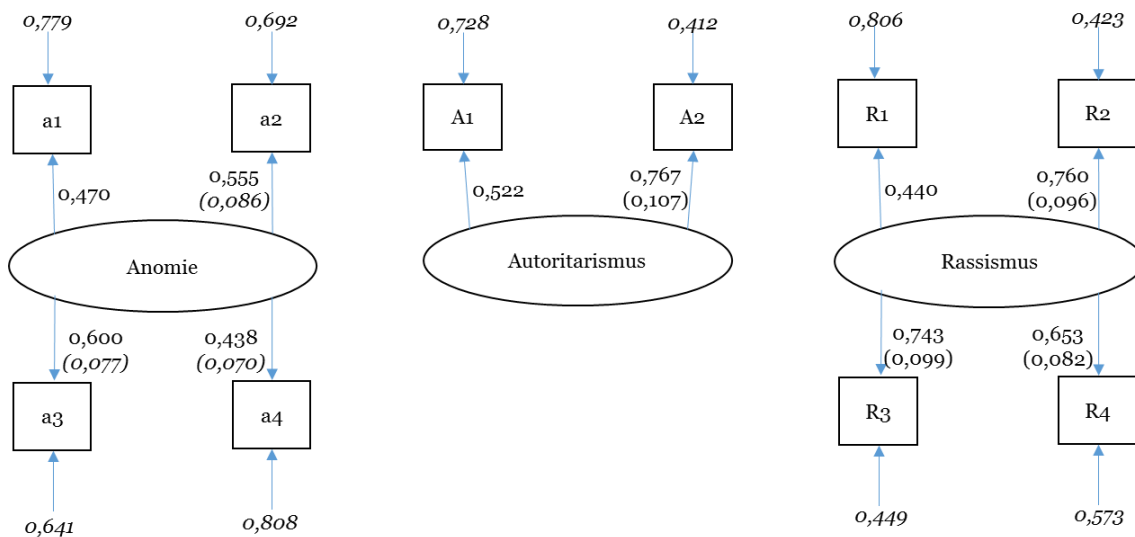 0,779
0,692
0,728
0,412
0,806
0,423
a1
a2
A1
A2
R1
R2
0,470
0,555
(0,086)
0,522
0,767
(0,107)
0,440
0,760
(0,096)
Anomie
Autoritarismus
Rassismus
0,600
(0,077)
0,438
(0,070)
0,743
(0,099)
0,653
(0,082)
a3
a4
R3
R4
0,641
0,808
0,449
0,573